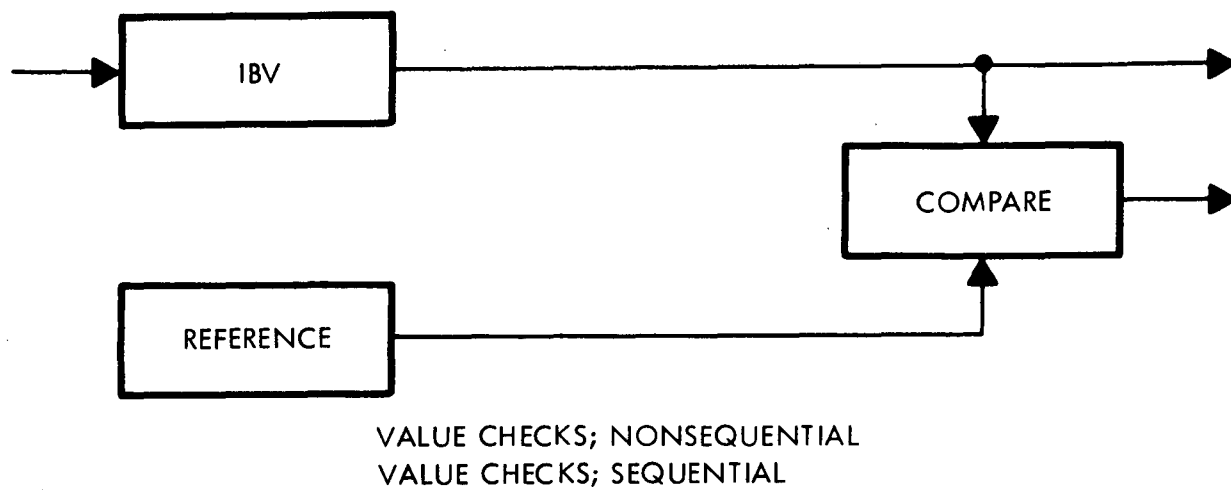 IBV
COMPARE
REFERENCE
VALUE CHECKS; NONSEQUENTIAL
VALUE CHECKS; SEQUENTIAL